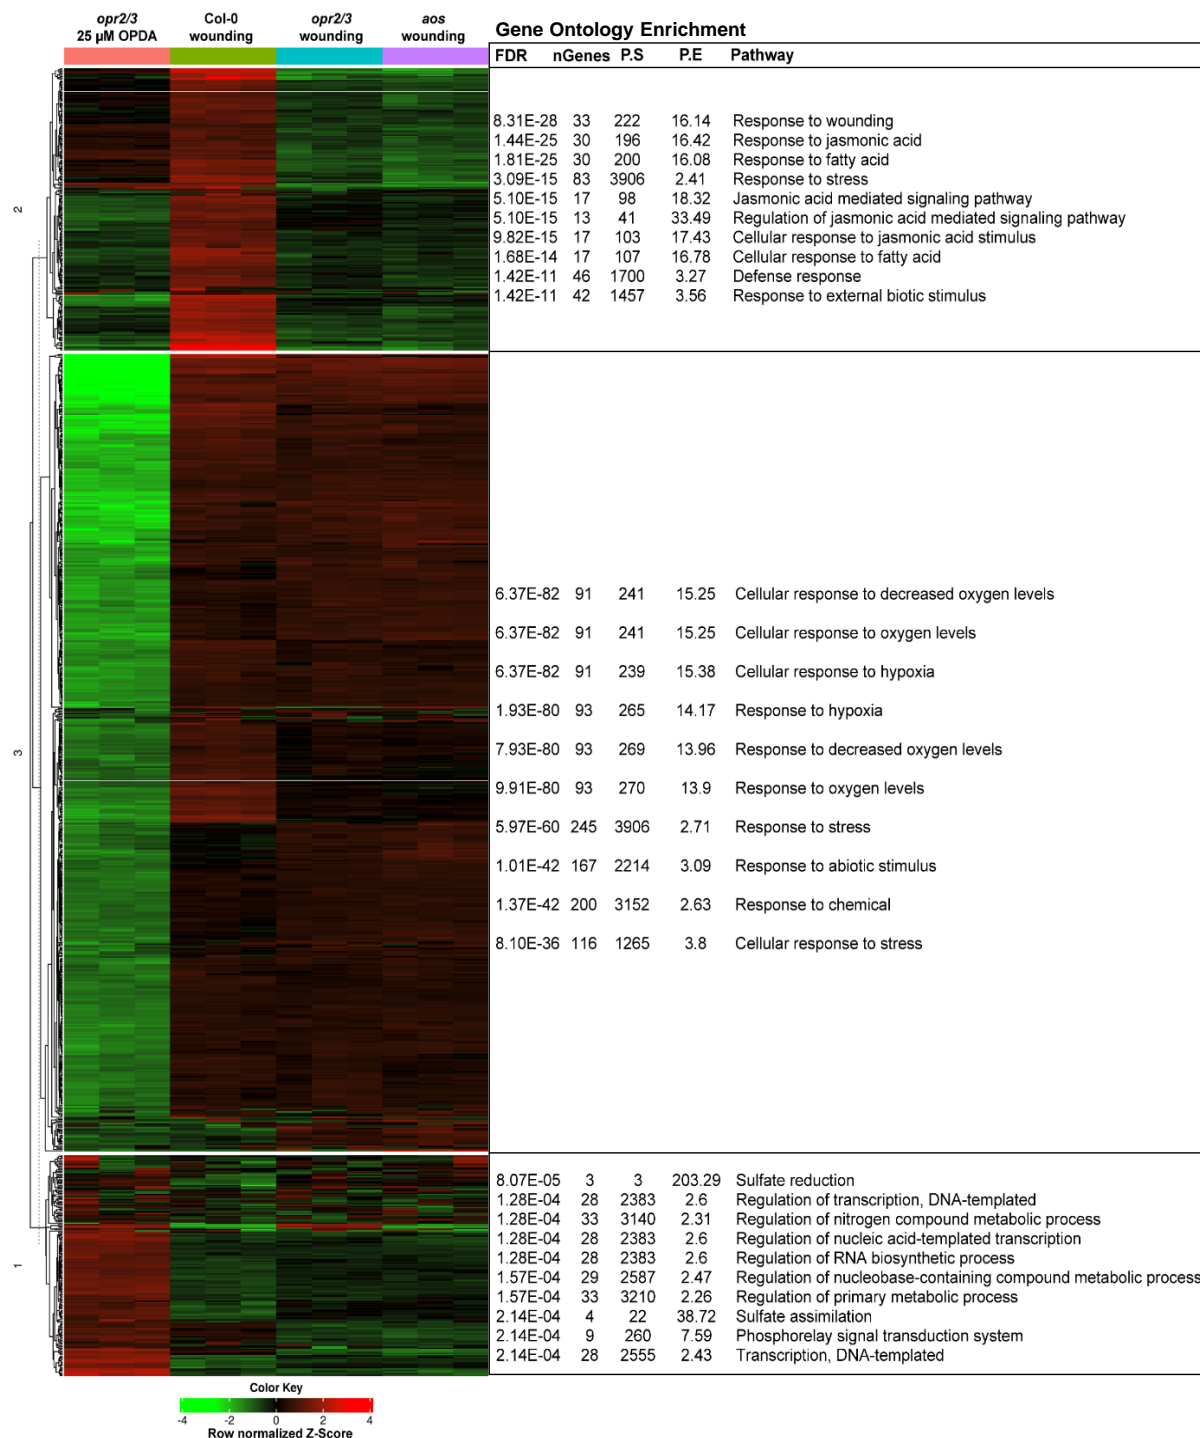 opr2/3
25 µM OPDA
Col-0
wounding
opr2/3
wounding
aos
wounding
Gene Ontology Enrichment
FDR nGenes P.S P.E Pathway
2
8.31E-28 33 222 16.14 Response to wounding
1.44E-25 30 196 16.42 Response to jasmonic acid
1.81E-25 30 200 16.08 Response to fatty acid
3.09E-15 83 3906 2.41 Response to stress
5.10E-15 17 98 18.32 Jasmonic acid mediated signaling pathway
5.10E-15 13 41 33.49 Regulation of jasmonic acid mediated signaling pathway
9.82E-15 17 103 17.43 Cellular response to jasmonic acid stimulus
1.68E-14 17 107 16.78 Cellular response to fatty acid
1.42E-11 46 1700 3.27 Defense response
1.42E-11 42 1457 3.56 Response to external biotic stimulus
3
6.37E-82 91 241 15.25 Cellular response to decreased oxygen levels
6.37E-82 91 241 15.25 Cellular response to oxygen levels
6.37E-82 91 239 15.38 Cellular response to hypoxia
1.93E-80 93 265 14.17 Response to hypoxia
7.93E-80 93 269 13.96 Response to decreased oxygen levels
9.91E-80 93 270 13.9 Response to oxygen levels
5.97E-60 245 3906 2.71 Response to stress
1.01E-42 167 2214 3.09 Response to abiotic stimulus
1.37E-42 200 3152 2.63 Response to chemical
8.10E-36 116 1265 3.8 Cellular response to stress
1
8.07E-05 3 3 203.29 Sulfate reduction
1.28E-04 28 2383 2.6 Regulation of transcription, DNA-templated
1.28E-04 33 3140 2.31 Regulation of nitrogen compound metabolic process
1.28E-04 28 2383 2.6 Regulation of nucleic acid-templated transcription
1.28E-04 28 2383 2.6 Regulation of RNA biosynthetic process
1.57E-04 29 2587 2.47 Regulation of nucleobase-containing compound metabolic process
1.57E-04 33 3210 2.26 Regulation of primary metabolic process
2.14E-04 4 22 38.72 Sulfate assimilation
2.14E-04 9 260 7.59 Phosphorelay signal transduction system
2.14E-04 28 2555 2.43 Transcription, DNA-templated
Color Key
-4 -2 0 2 4
Row normalized Z-Score